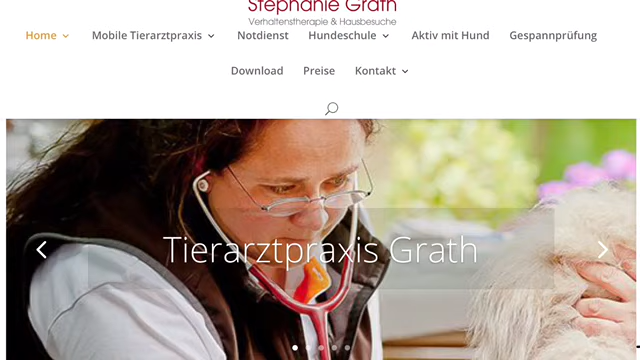 Stephanie Grath
Verhaltenstherapie & Hausbesuche
Home Mobile Tierarztpraxis Notdienst Hundeschule Aktiv mit Hund Gespannprüfung
Download Preise Kontakt
Tierarztpraxis Grath